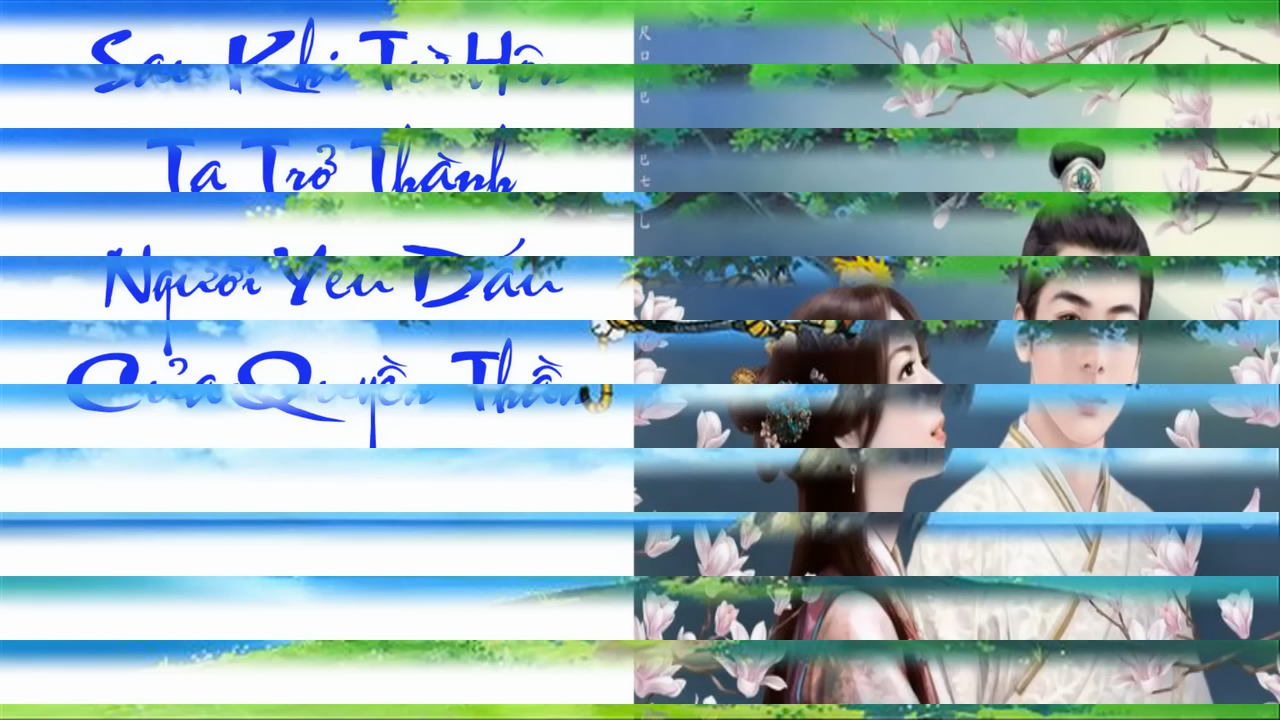 Sau Khi Từ Hôn
Ta Trở Thành
Người Yêu Dấu
Của Quyền Thần